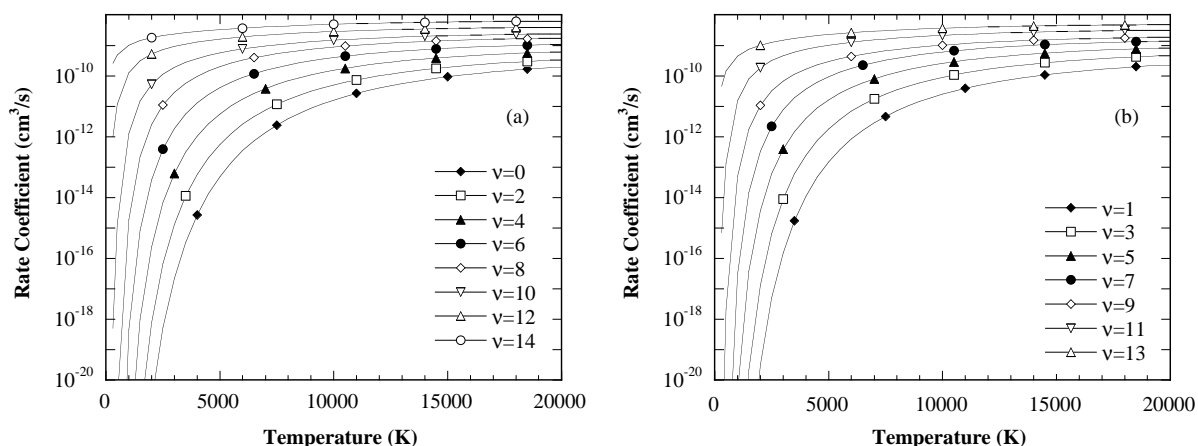 Rate Coefficient (cm³/s)
10⁻¹⁰
10⁻¹²
10⁻¹⁴
10⁻¹⁶
10⁻¹⁸
10⁻²⁰
0 5000 10000 15000 20000
Temperature (K)
(a)
ν=0
ν=2
ν=4
ν=6
ν=8
ν=10
ν=12
ν=14
Rate Coefficient (cm³/s)
10⁻¹⁰
10⁻¹²
10⁻¹⁴
10⁻¹⁶
10⁻¹⁸
10⁻²⁰
0 5000 10000 15000 20000
Temperature (K)
(b)
ν=1
ν=3
ν=5
ν=7
ν=9
ν=11
ν=13